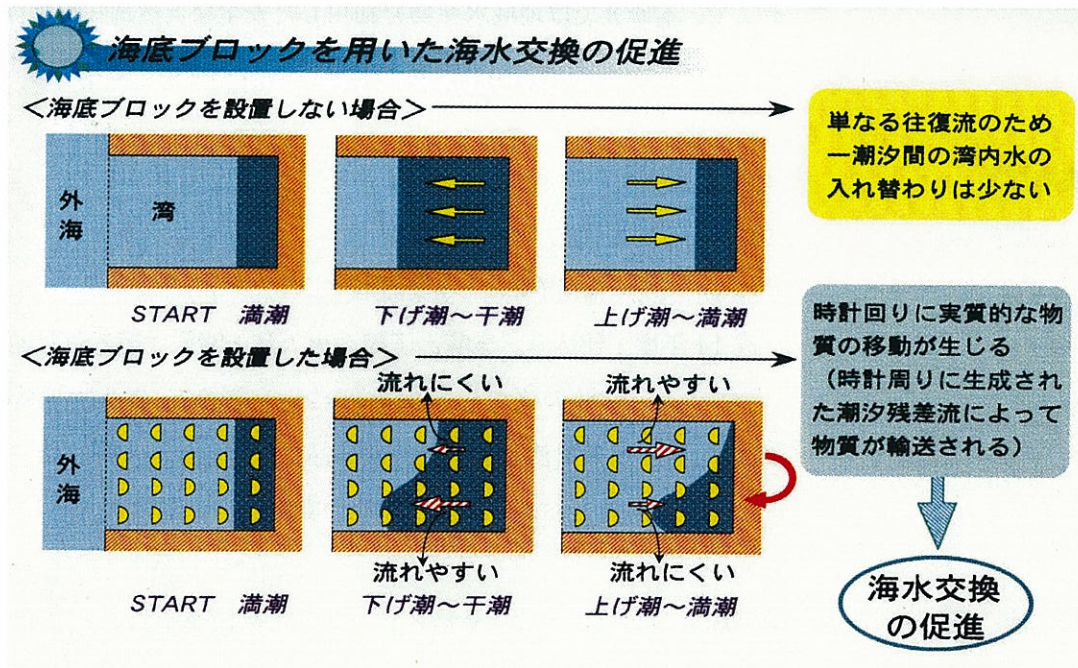 海底ブロックを用いた海水交換の促進
＜海底ブロックを設置しない場合＞
単なる往復流のため
一潮汐間の湾内水の
入れ替わりは少ない
外海
湾
START 満潮
下げ潮～干潮
上げ潮～満潮
＜海底ブロックを設置した場合＞
流れにくい
流れやすい
時計回りに実質的な物
質の移動が生じる
（時計周りに生成され
た潮汐残差流によって
物質が輸送される）
外海
流れやすい
流れにくい
START 満潮
下げ潮～干潮
上げ潮～満潮
海水交換
の促進